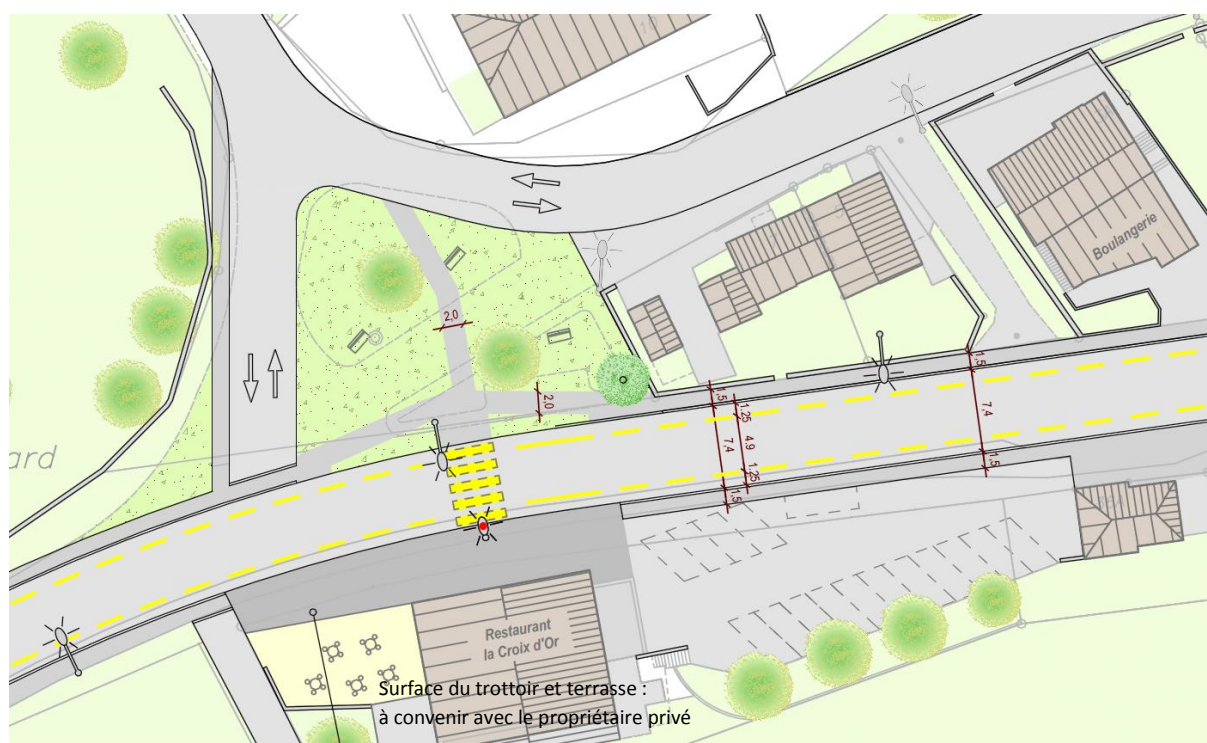 Boulangerie
2,0
2,0
1,5
1,25
7,4
4,9
1,25
1,5
1,5
7,4
1,5
ard
Restaurant
la Croix d'Or
Surface du trottoir et terrasse :
à convenir avec le propriétaire privé